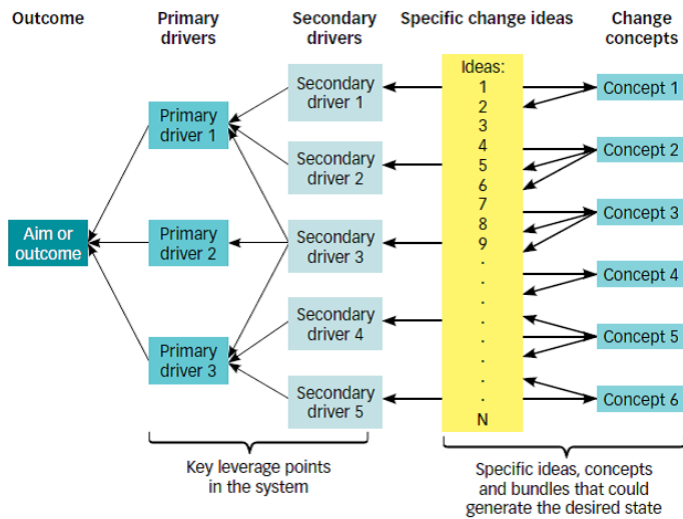 Outcome
Primary
drivers
Secondary
drivers
Specific change ideas
Change
concepts
Aim or
outcome
Primary
driver 1
Primary
driver 2
Primary
driver 3
Secondary
driver 1
Secondary
driver 2
Secondary
driver 3
Secondary
driver 4
Secondary
driver 5
Ideas:
1
2
3
4
5
6
7
8
9
.
.
.
.
.
.
.
.
N
Concept 1
Concept 2
Concept 3
Concept 4
Concept 5
Concept 6
Key leverage points
in the system
Specific ideas, concepts
and bundles that could
generate the desired state